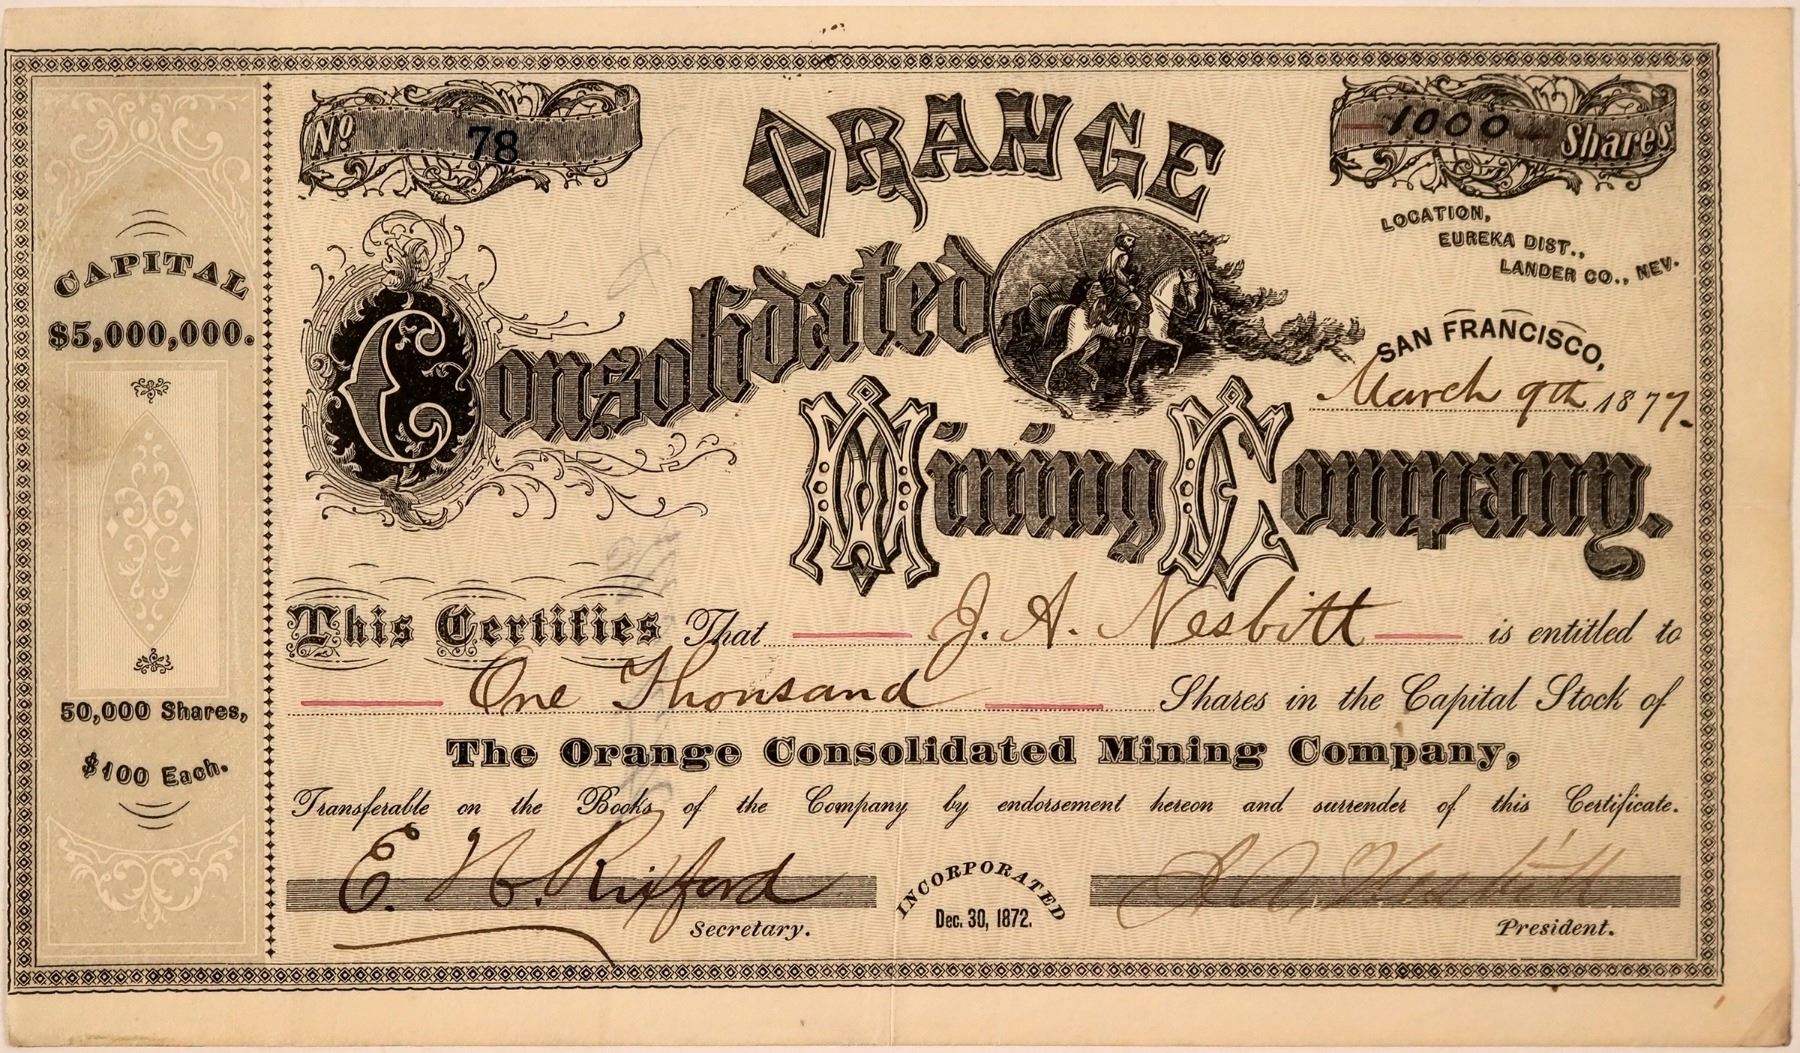 No 78
ORANGE
1000 Shares
LOCATION,
EUREKA DIST.,
LANDER CO., NEV.
Consolidated
SAN FRANCISCO,
March 9th 1877.
Mining Company.
CAPITAL
$5,000,000.
50,000 Shares,
$100 Each.
This Certifies That J. A. Nesbitt is entitled to
One Thousand Shares in the Capital Stock of
The Orange Consolidated Mining Company,
Transferable on the Books of the Company by endorsement hereon and surrender of this Certificate.
E. N. Rixford
Secretary.
INCORPORATED
Dec. 30, 1872.
J. A. Nesbitt
President.